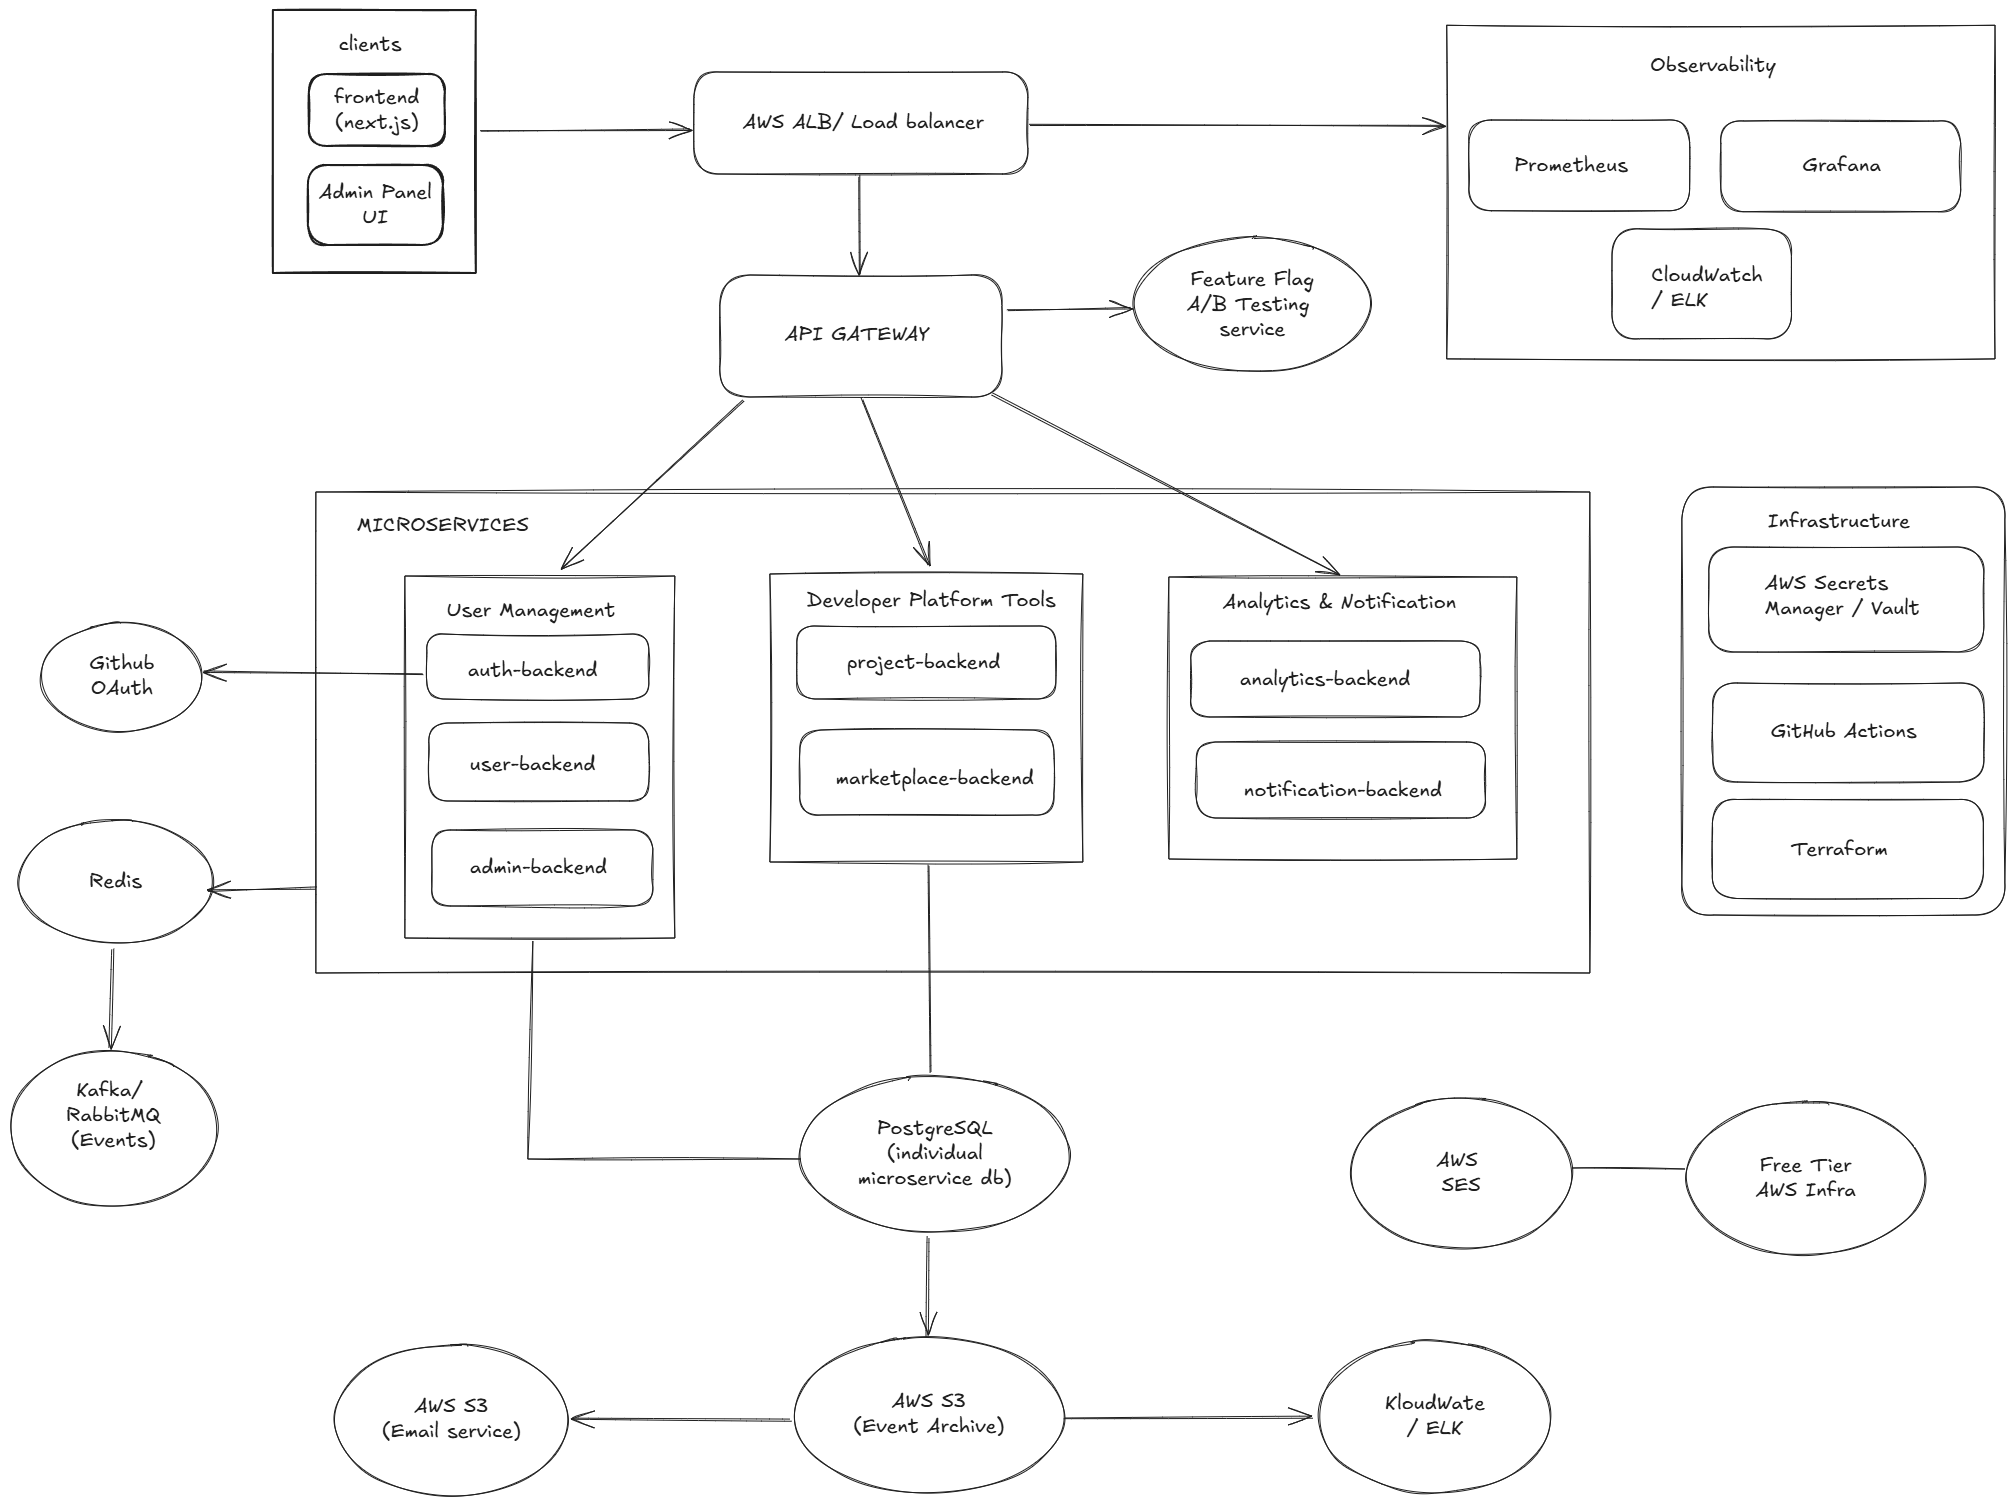 clients
frontend
(next.js)
Admin Panel
UI
AWS ALB/ Load balancer
Observability
Prometheus
Grafana
CloudWatch
/ ELK
API GATEWAY
Feature Flag
A/B Testing
service
MICROSERVICES
User Management
auth-backend
user-backend
admin-backend
Developer Platform Tools
project-backend
marketplace-backend
Analytics & Notification
analytics-backend
notification-backend
Infrastructure
AWS Secrets
Manager / Vault
GitHub Actions
Terraform
Github
OAuth
Redis
Kafka/
RabbitMQ
(Events)
PostgreSQL
(individual
microservice db)
AWS
SES
Free Tier
AWS Infra
AWS S3
(Email service)
AWS S3
(Event Archive)
KloudWate
/ ELK